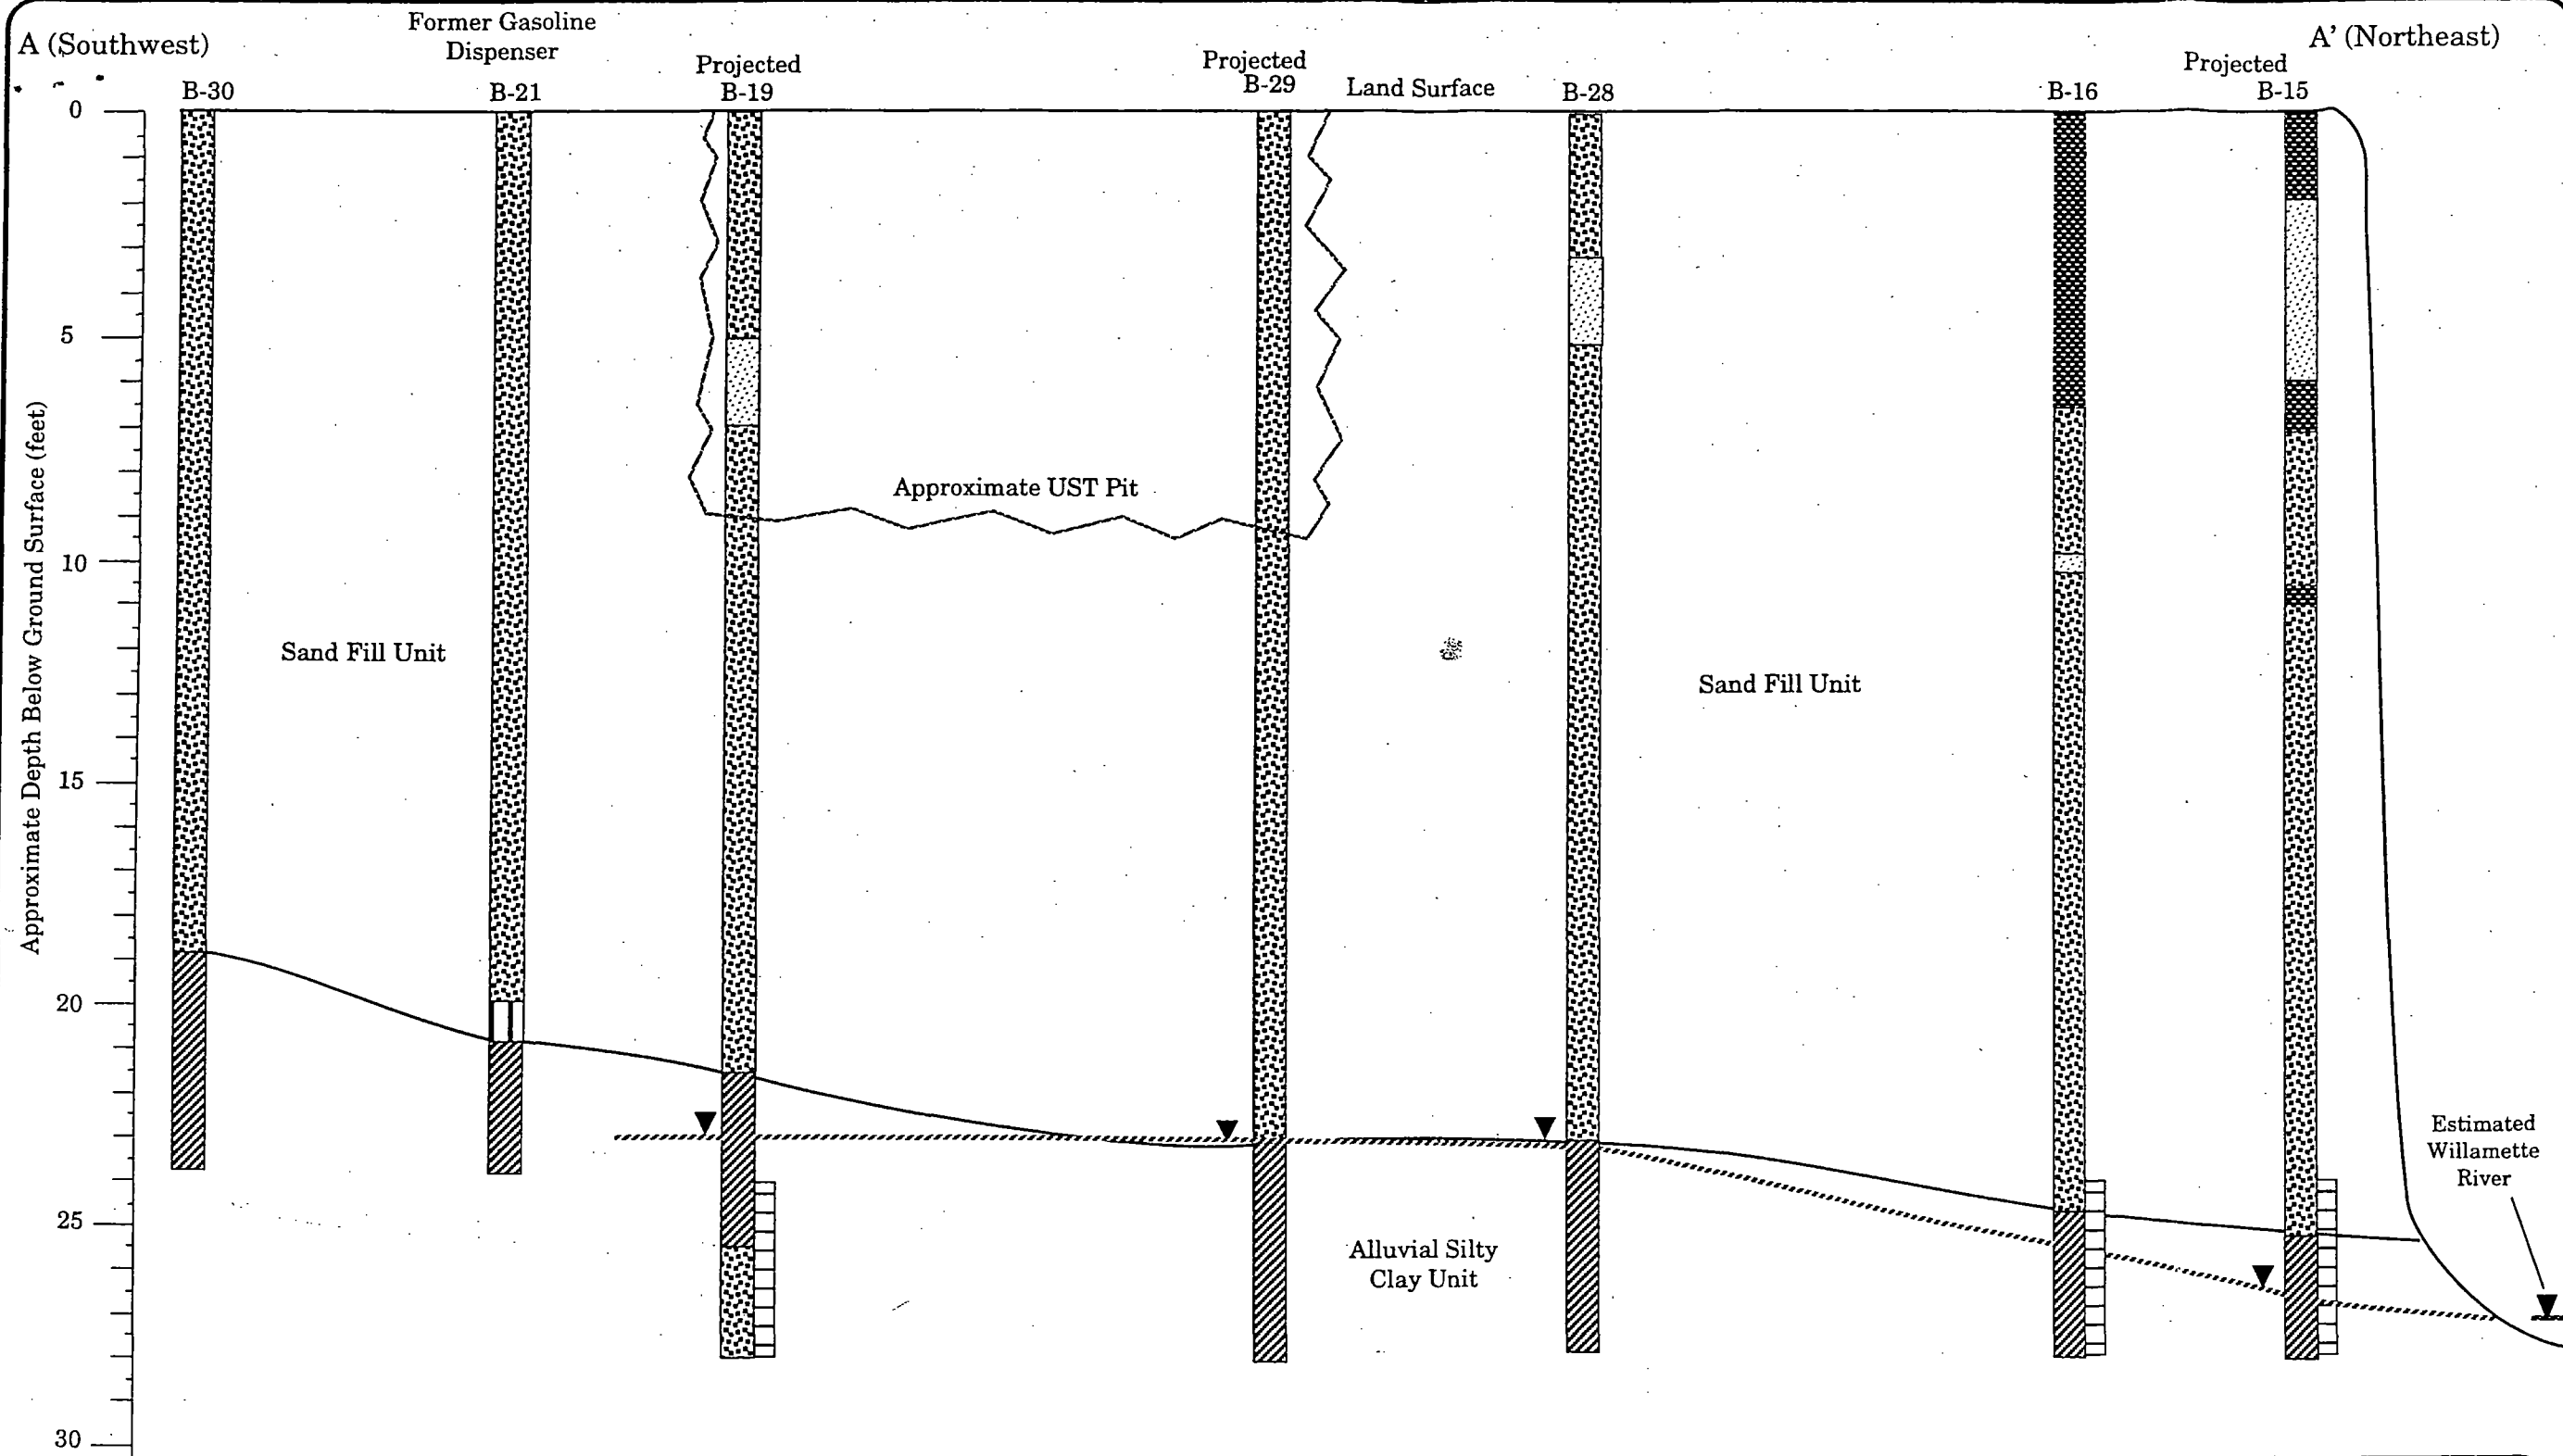 A (Southwest)
Former Gasoline
Dispenser
Projected
Projected
Land Surface
Projected
A' (Northeast)
B-30
B-21
B-19
B-29
B-28
B-16
B-15
0
5
10
15
20
25
30
Approximate Depth Below Ground Surface (feet)
Approximate UST Pit
Sand Fill Unit
Sand Fill Unit
Alluvial Silty
Clay Unit
Estimated
Willamette
River